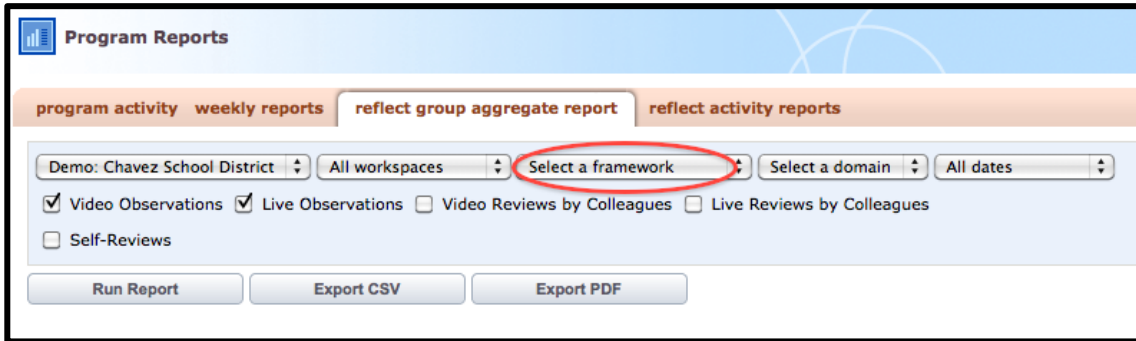 Program Reports
program activity weekly reports reflect group aggregate report reflect activity reports
Demo: Chavez School District All workspaces Select a framework Select a domain All dates
Video Observations Live Observations Video Reviews by Colleagues Live Reviews by Colleagues
Self-Reviews
Run Report Export CSV Export PDF